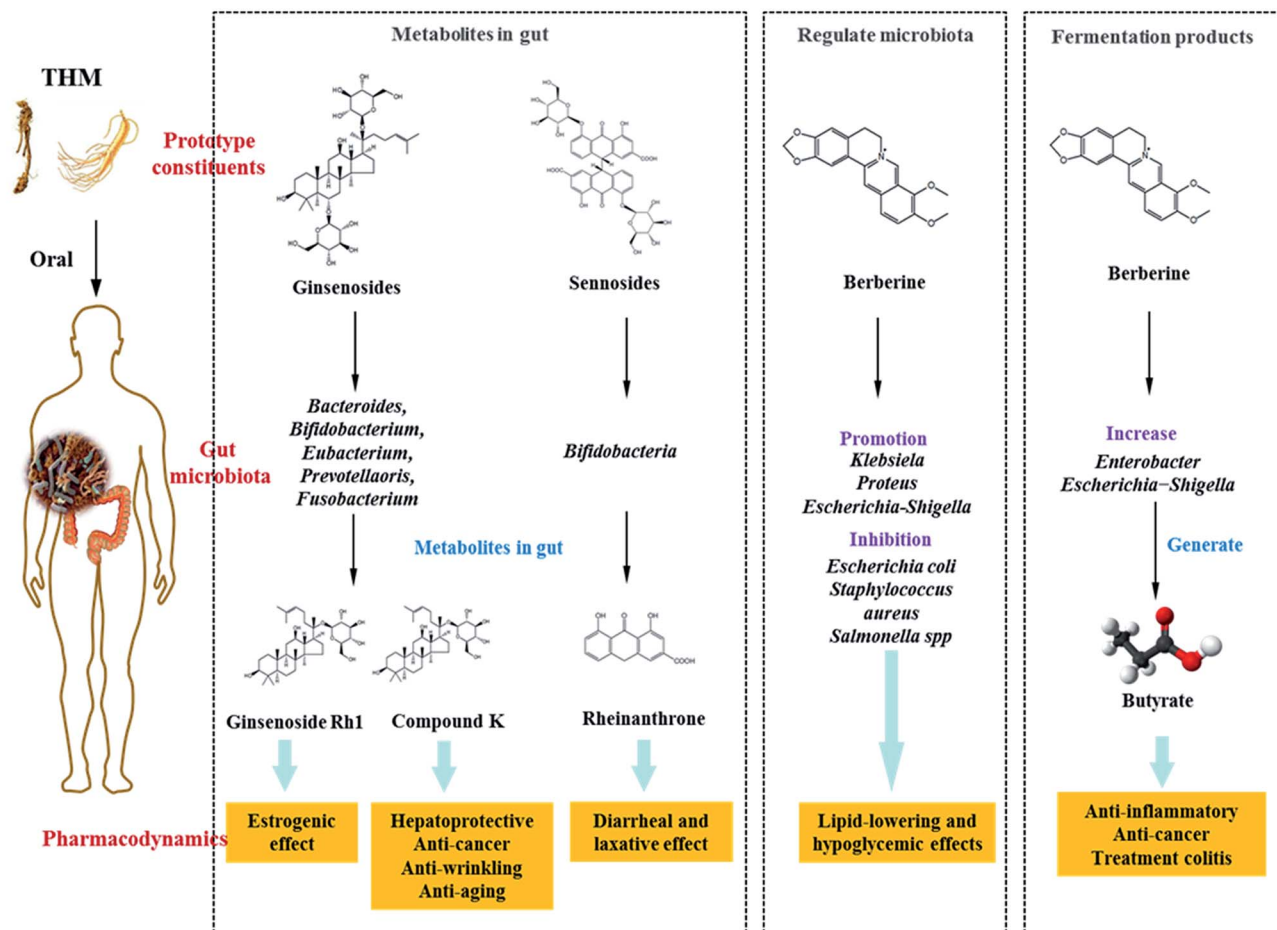 THM
Prototype
constituents
Oral
Gut
microbiota
Pharmacodynamics
Metabolites in gut
Ginsenosides
Sennosides
Bacteroides,
Bifidobacterium,
Eubacterium,
Prevotellaoris,
Fusobacterium
Bifidobacteria
Metabolites in gut
Ginsenoside Rh1
Compound K
Rheinanthrone
Estrogenic
effect
Hepatoprotective
Anti-cancer
Anti-wrinkling
Anti-aging
Diarrheal and
laxative effect
Regulate microbiota
Berberine
Promotion
Klebsiela
Proteus
Escherichia-Shigella
Inhibition
Escherichia coli
Staphylococcus
aureus
Salmonella spp
Lipid-lowering and
hypoglycemic effects
Fermentation products
Berberine
Increase
Enterobacter
Escherichia−Shigella
Generate
Butyrate
Anti-inflammatory
Anti-cancer
Treatment colitis